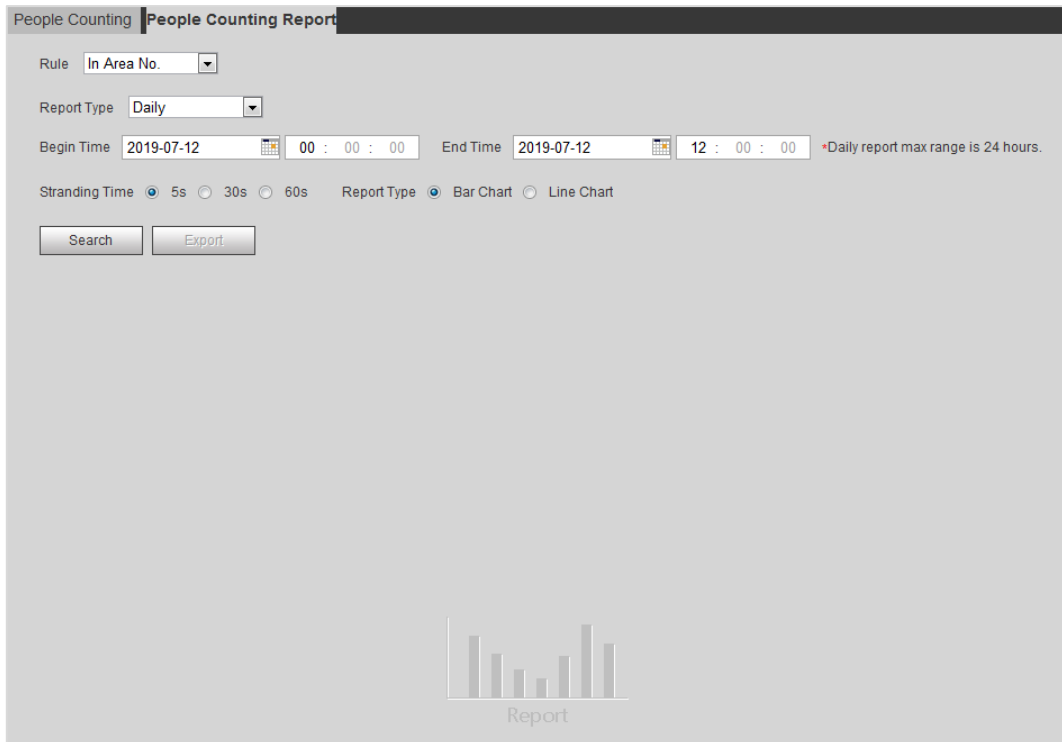 People Counting People Counting Report
Rule In Area No.
Report Type Daily
Begin Time 2019-07-12 00 : 00 : 00 End Time 2019-07-12 12 : 00 : 00 *Daily report max range is 24 hours.
Stranding Time 5s 30s 60s Report Type Bar Chart Line Chart
Search Export
Report